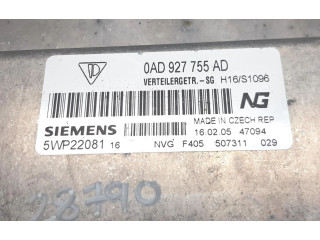 0AD 927 755 AD
VERTEILERGETR.-SG H16/S1096
NG
MADE IN CZECH REP
SIEMENS 16.02.05 47094
5WP22081 16 NVG F405 507311 029
12790